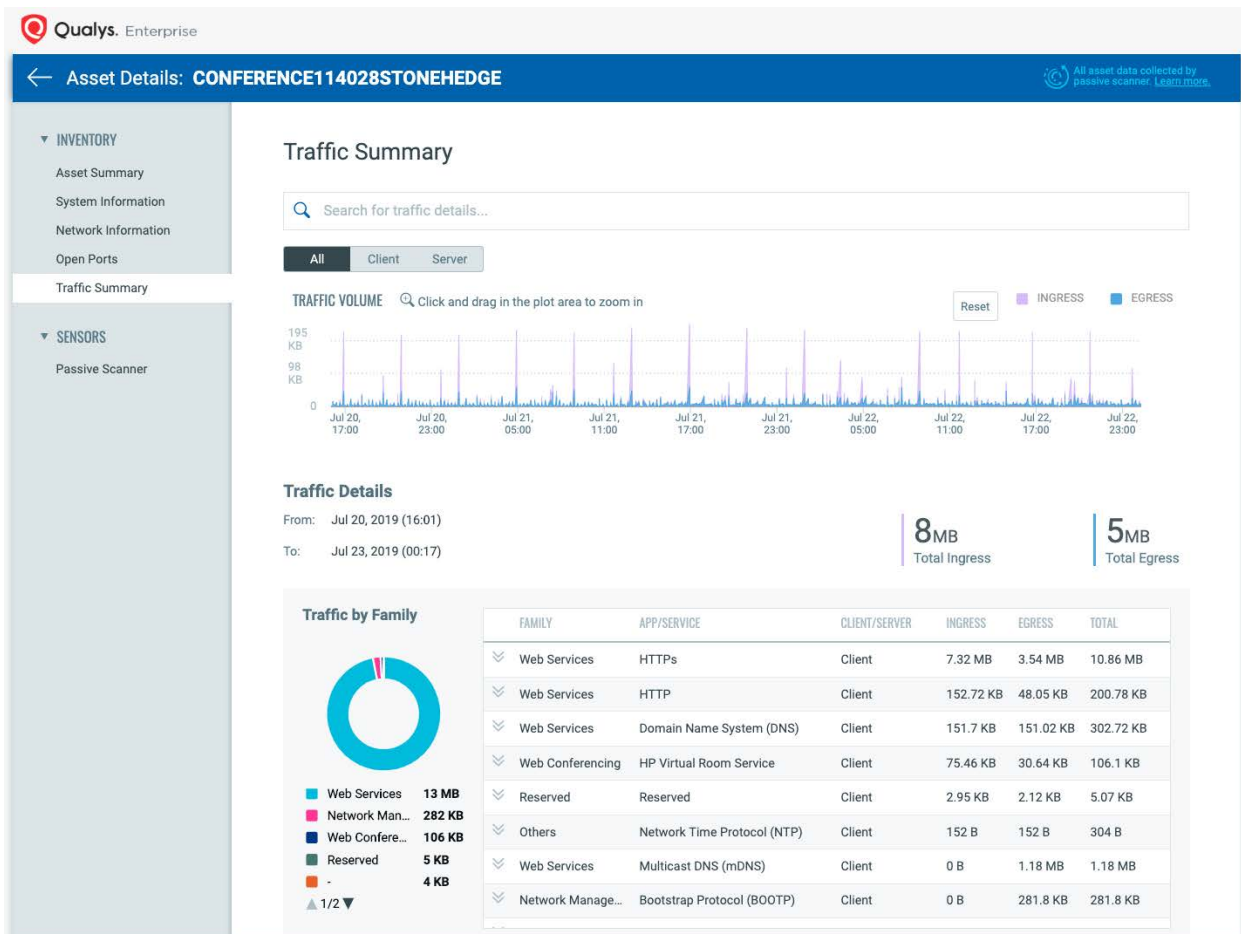 Qualys. Enterprise
Asset Details: CONFERENCE114028STONEHEDGE
All asset data collected by
passive scanner. Learn more.
INVENTORY
Asset Summary
System Information
Network Information
Open Ports
Traffic Summary
SENSORS
Passive Scanner
Traffic Summary
Search for traffic details...
All Client Server
TRAFFIC VOLUME Click and drag in the plot area to zoom in Reset INGRESS EGRESS
195
KB
98
KB
0
Jul 20, Jul 20, Jul 21, Jul 21, Jul 21, Jul 21, Jul 22, Jul 22, Jul 22, Jul 22,
17:00 23:00 05:00 11:00 17:00 23:00 05:00 11:00 17:00 23:00
Traffic Details
From: Jul 20, 2019 (16:01)
To: Jul 23, 2019 (00:17)
8MB
Total Ingress
5MB
Total Egress
Traffic by Family
Web Services 13 MB
Network Man... 282 KB
Web Confere... 106 KB
Reserved 5 KB
- 4 KB
1/2
FAMILY APP/SERVICE CLIENT/SERVER INGRESS EGRESS TOTAL
Web Services HTTPs Client 7.32 MB 3.54 MB 10.86 MB
Web Services HTTP Client 152.72 KB 48.05 KB 200.78 KB
Web Services Domain Name System (DNS) Client 151.7 KB 151.02 KB 302.72 KB
Web Conferencing HP Virtual Room Service Client 75.46 KB 30.64 KB 106.1 KB
Reserved Reserved Client 2.95 KB 2.12 KB 5.07 KB
Others Network Time Protocol (NTP) Client 152 B 152 B 304 B
Web Services Multicast DNS (mDNS) Client 0 B 1.18 MB 1.18 MB
Network Manage... Bootstrap Protocol (BOOTP) Client 0 B 281.8 KB 281.8 KB